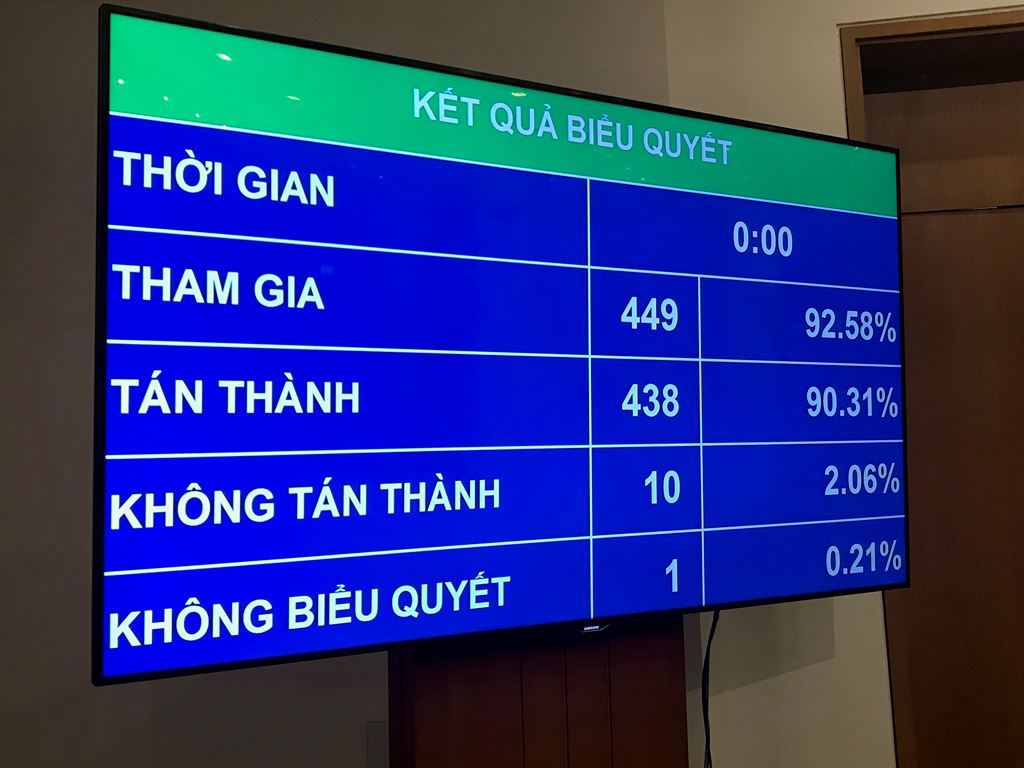 KẾT QUẢ BIỂU QUYẾT
THỜI GIAN 0:00
THAM GIA 449 92.58%
TÁN THÀNH 438 90.31%
KHÔNG TÁN THÀNH 10 2.06%
KHÔNG BIỂU QUYẾT 1 0.21%
SAMSUNG